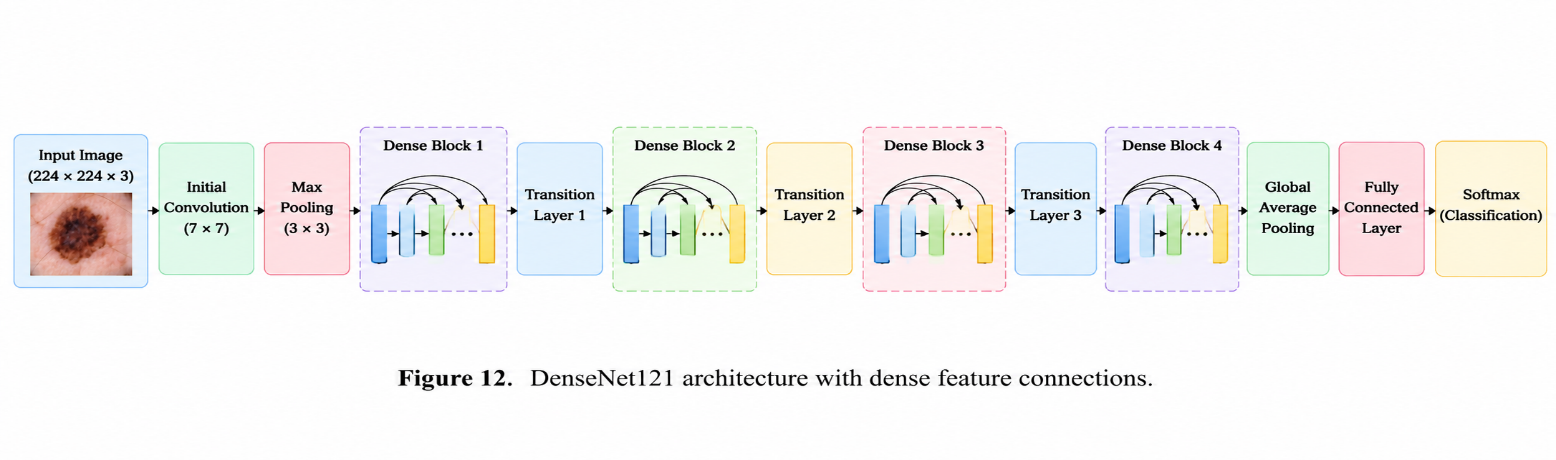 Input Image
(224 × 224 × 3)
Initial
Convolution
(7 × 7)
Max
Pooling
(3 × 3)
Dense Block 1
...
Transition
Layer 1
Dense Block 2
...
Transition
Layer 2
Dense Block 3
...
Transition
Layer 3
Dense Block 4
...
Global
Average
Pooling
Fully
Connected
Layer
Softmax
(Classification)
Figure 12. DenseNet121 architecture with dense feature connections.